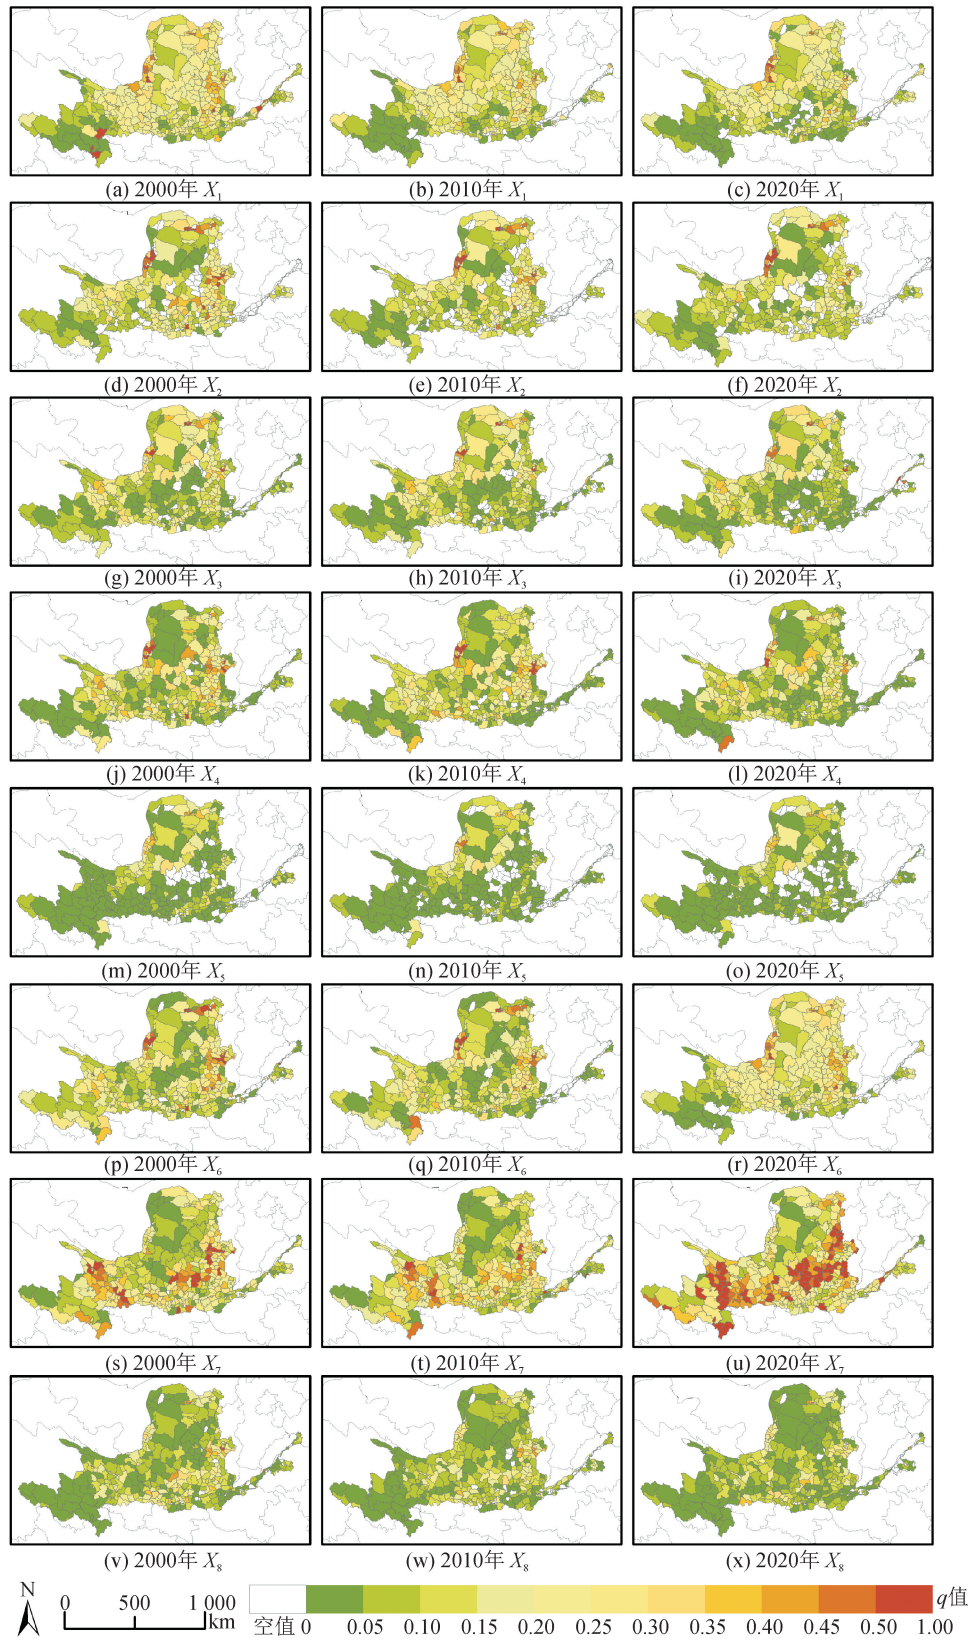 (a) 2000年 X₁ (b) 2010年 X₁ (c) 2020年 X₁
(d) 2000年 X₂ (e) 2010年 X₂ (f) 2020年 X₂
(g) 2000年 X₃ (h) 2010年 X₃ (i) 2020年 X₃
(j) 2000年 X₄ (k) 2010年 X₄ (l) 2020年 X₄
(m) 2000年 X₅ (n) 2010年 X₅ (o) 2020年 X₅
(p) 2000年 X₆ (q) 2010年 X₆ (r) 2020年 X₆
(s) 2000年 X₇ (t) 2010年 X₇ (u) 2020年 X₇
(v) 2000年 X₈ (w) 2010年 X₈ (x) 2020年 X₈
N 0 500 1 000 km
q值
空值 0 0.05 0.10 0.15 0.20 0.25 0.30 0.35 0.40 0.45 0.50 1.00